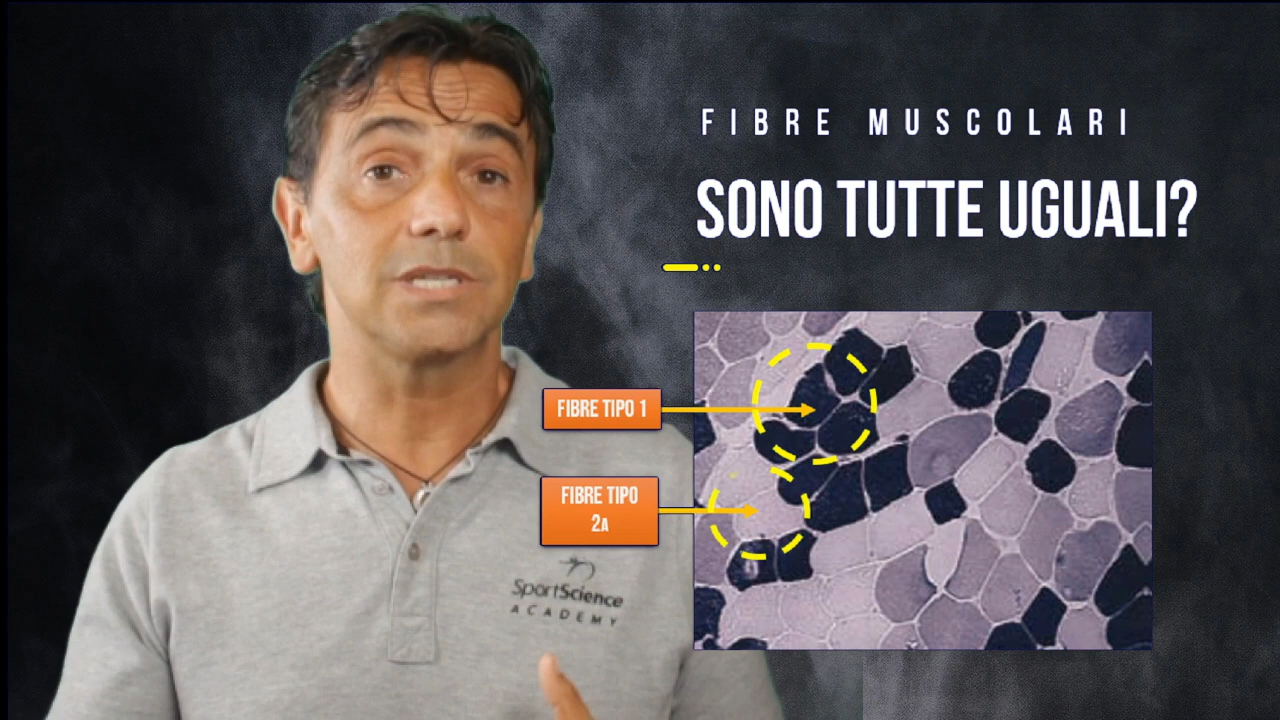 FIBRE MUSCOLARI
SONO TUTTE UGUALI?
FIBRE TIPO 1
FIBRE TIPO
2A
SportScience
ACADEMY